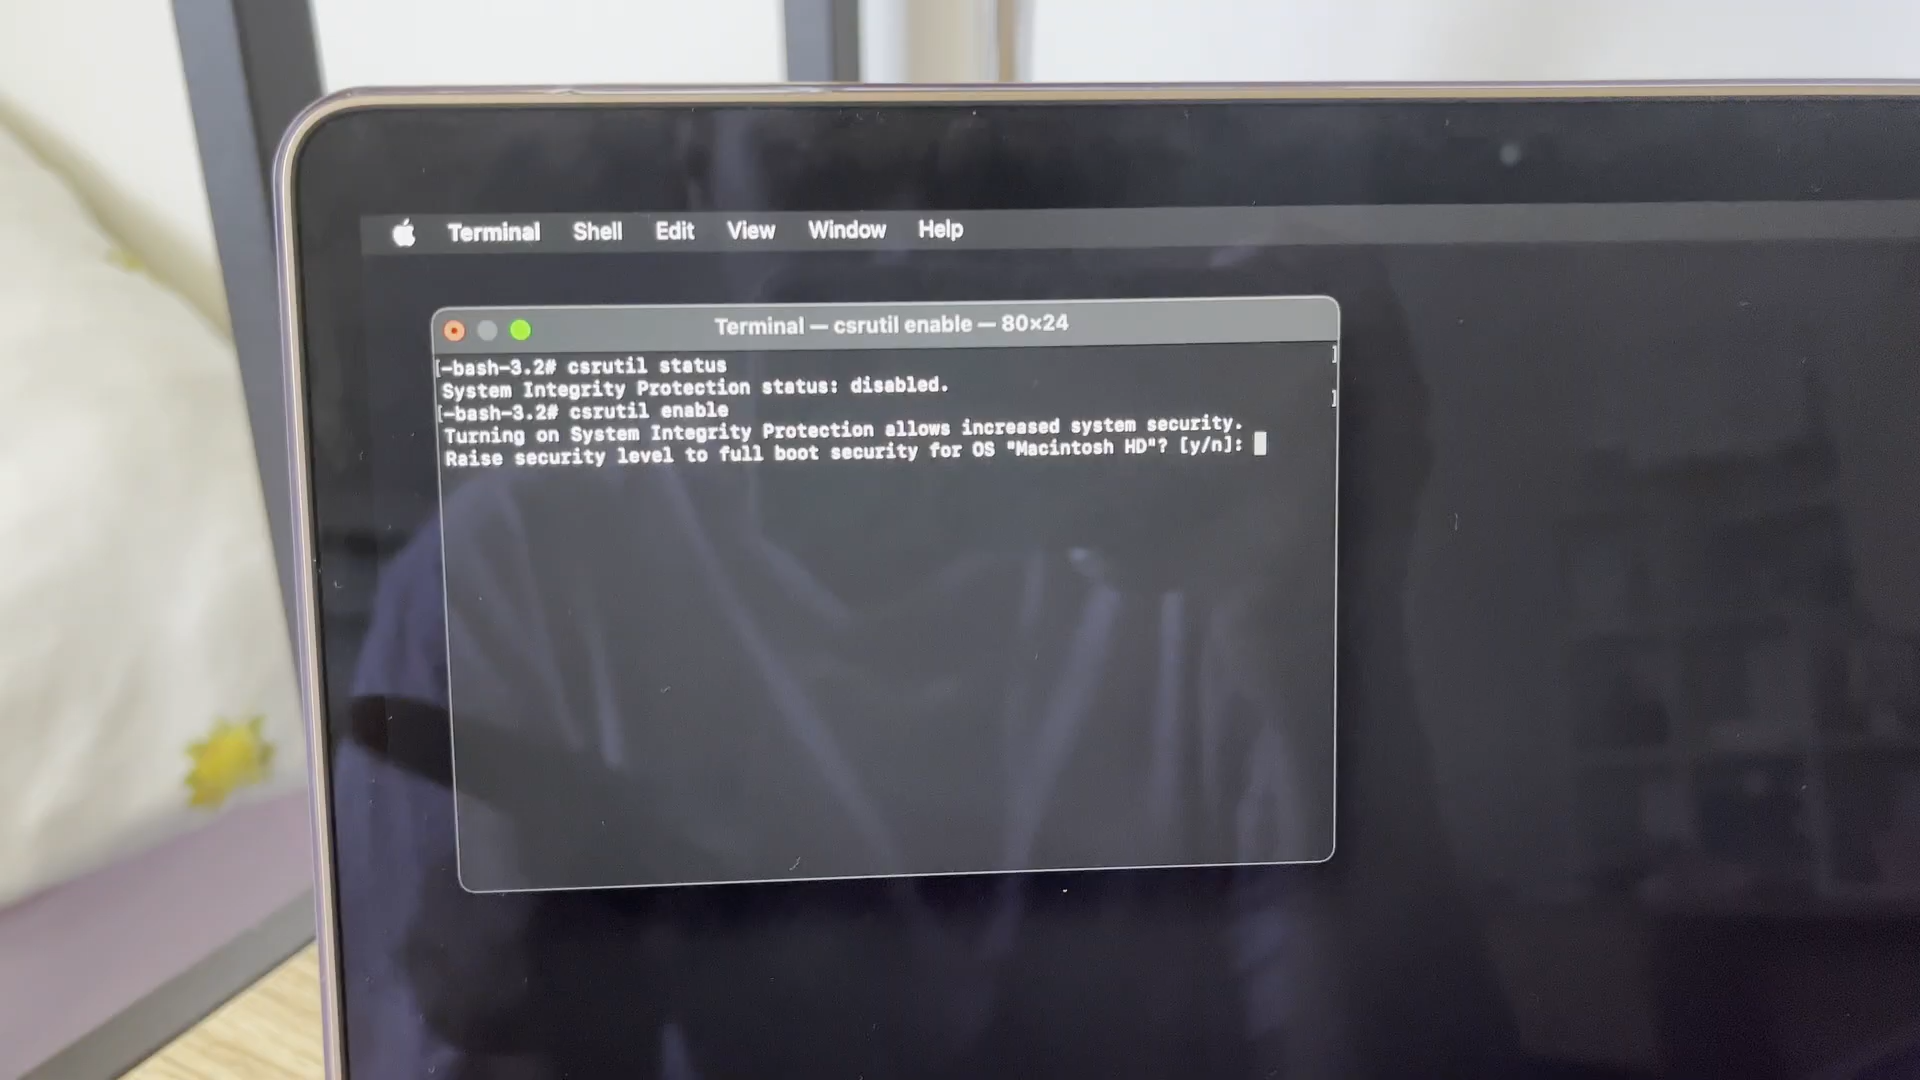 Terminal Shell Edit View Window Help
Terminal — csrutil enable — 80×24
[-bash-3.2# csrutil status ]
System Integrity Protection status: disabled.
[-bash-3.2# csrutil enable ]
Turning on System Integrity Protection allows increased system security.
Raise security level to full boot security for OS "Macintosh HD"? [y/n]: